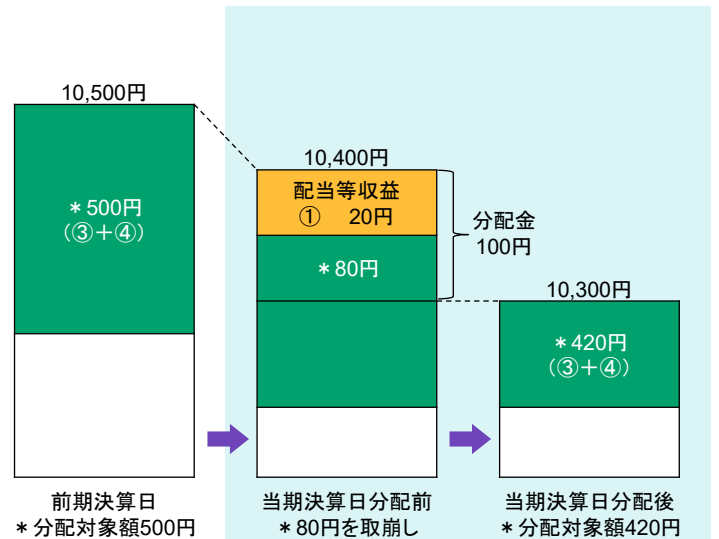 10,500円
＊500円
（③＋④）
前期決算日
＊分配対象額500円
10,400円
配当等収益
① 20円
＊80円
分配金
100円
当期決算日分配前
＊80円を取崩し
10,300円
＊420円
（③＋④）
当期決算日分配後
＊分配対象額420円